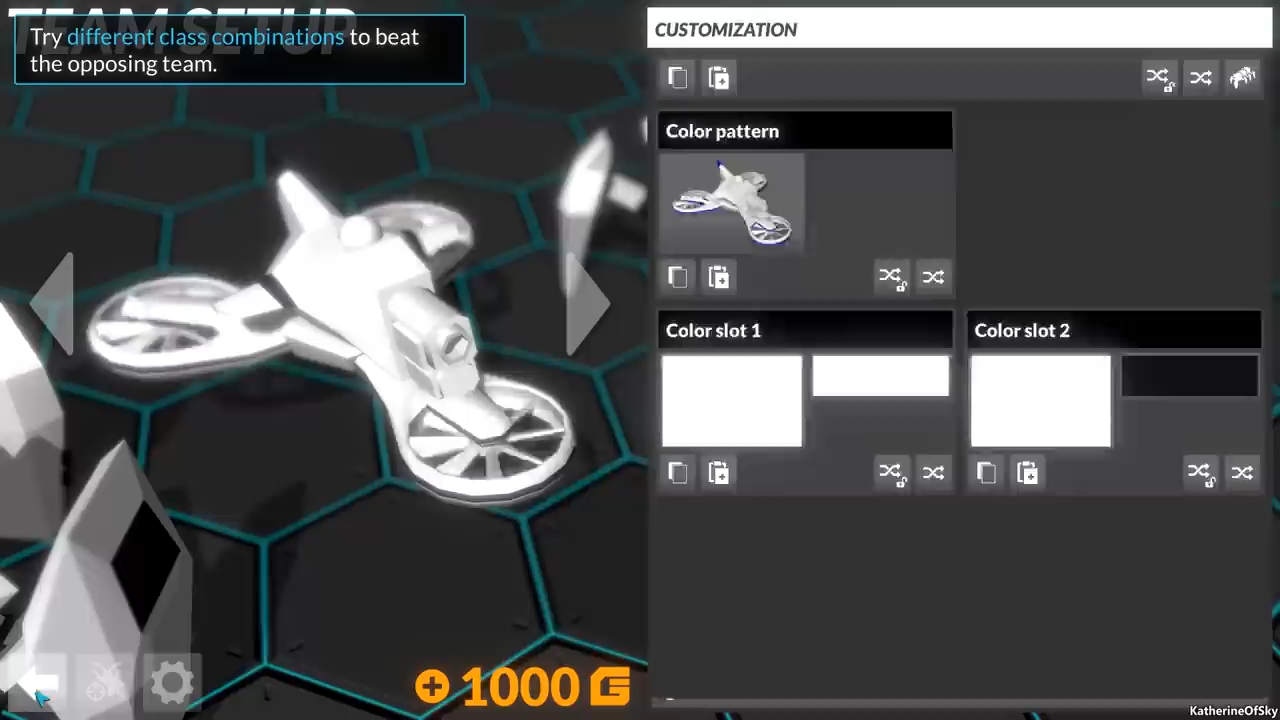 TEAM SETUP
Try different class combinations to beat
the opposing team.
CUSTOMIZATION
Color pattern
Color slot 1
Color slot 2
1000
KatherineOfSky